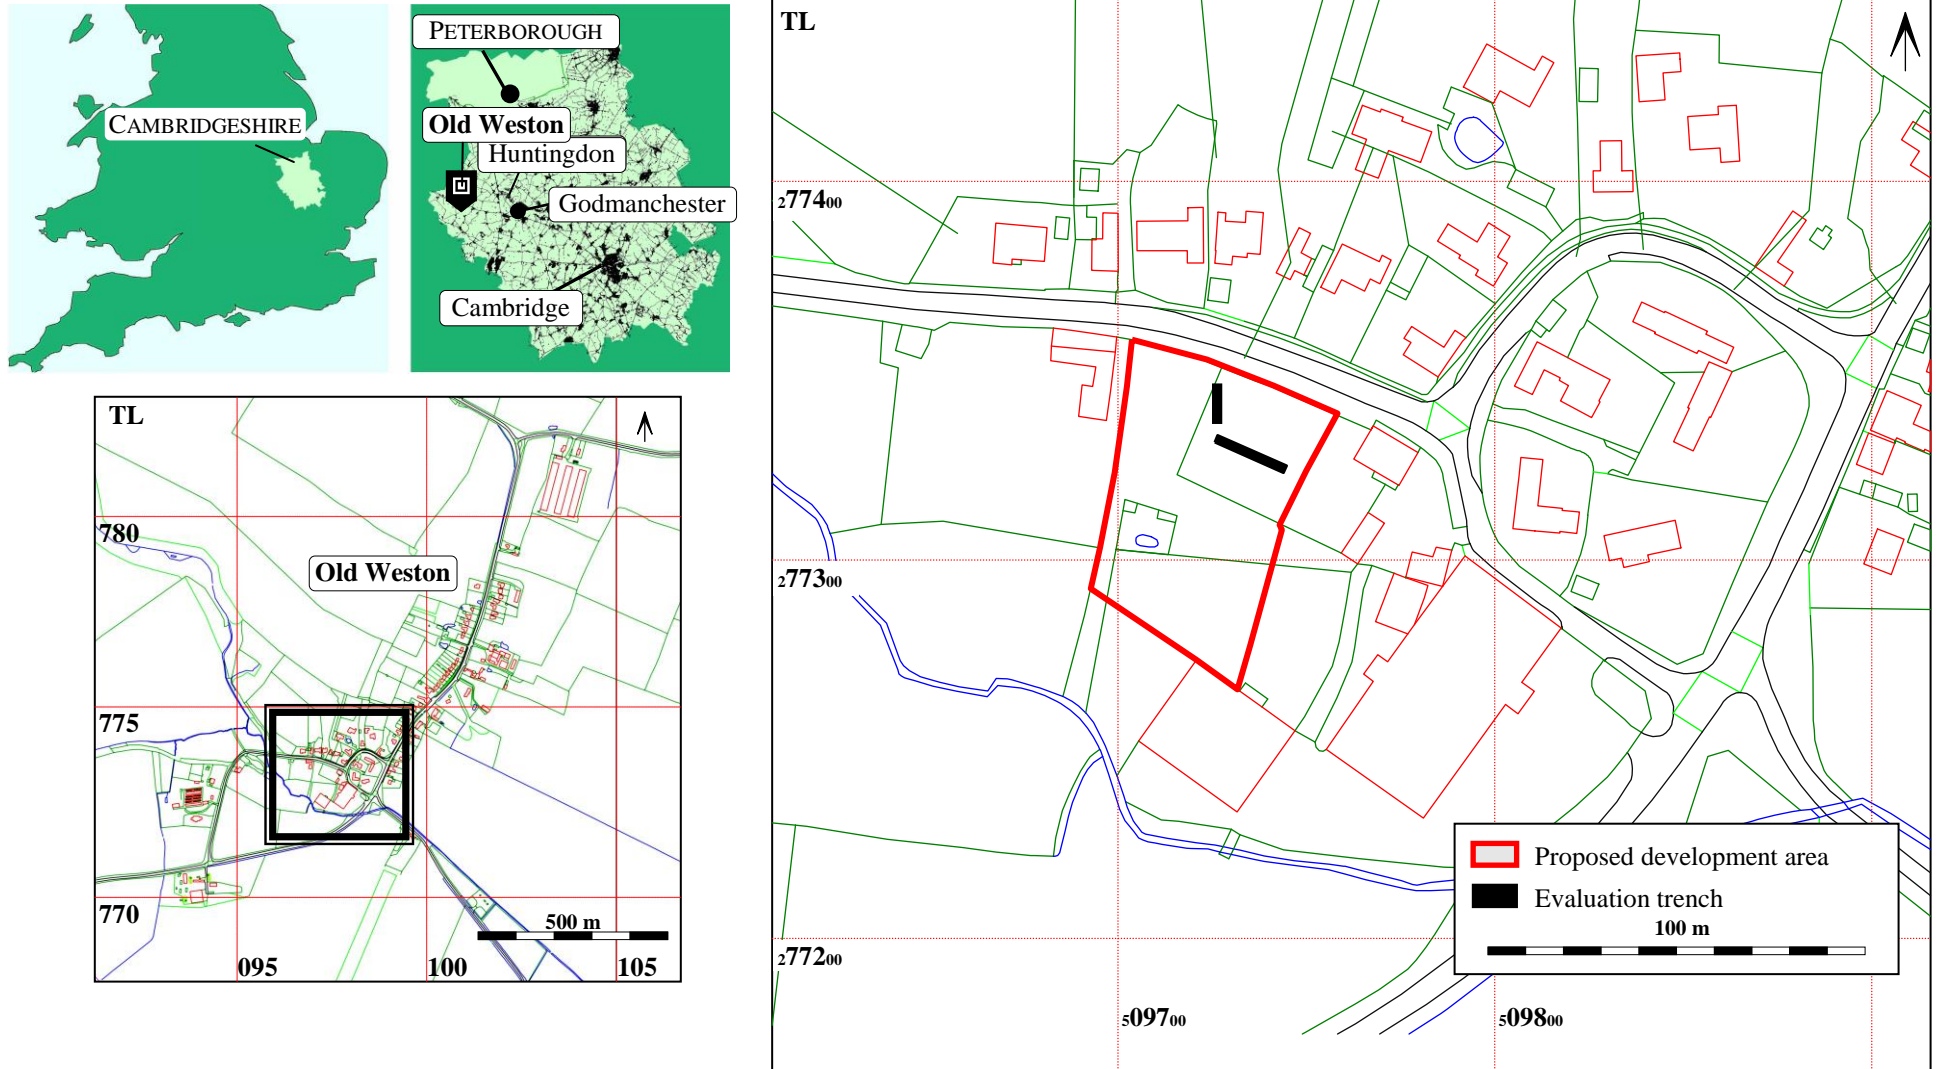 PETERBOROUGH
CAMBRIDGESHIRE
Old Weston
Huntingdon
Godmanchester
Cambridge
TL
780
Old Weston
775
770
500 m
095
100
105
TL
277400
277300
277200
509700
509800
Proposed development area
Evaluation trench
100 m